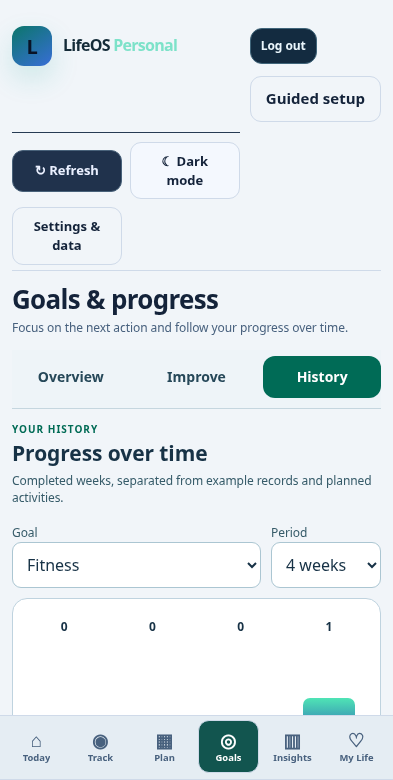 L
LifeOS Personal
Log out
Guided setup
↻ Refresh
☾ Dark
mode
Settings &
data
Goals & progress
Focus on the next action and follow your progress over time.
Overview
Improve
History
YOUR HISTORY
Progress over time
Completed weeks, separated from example records and planned
activities.
Goal
Period
Fitness
4 weeks
0 0 0 1
Today
Track
Plan
Goals
Insights
My Life